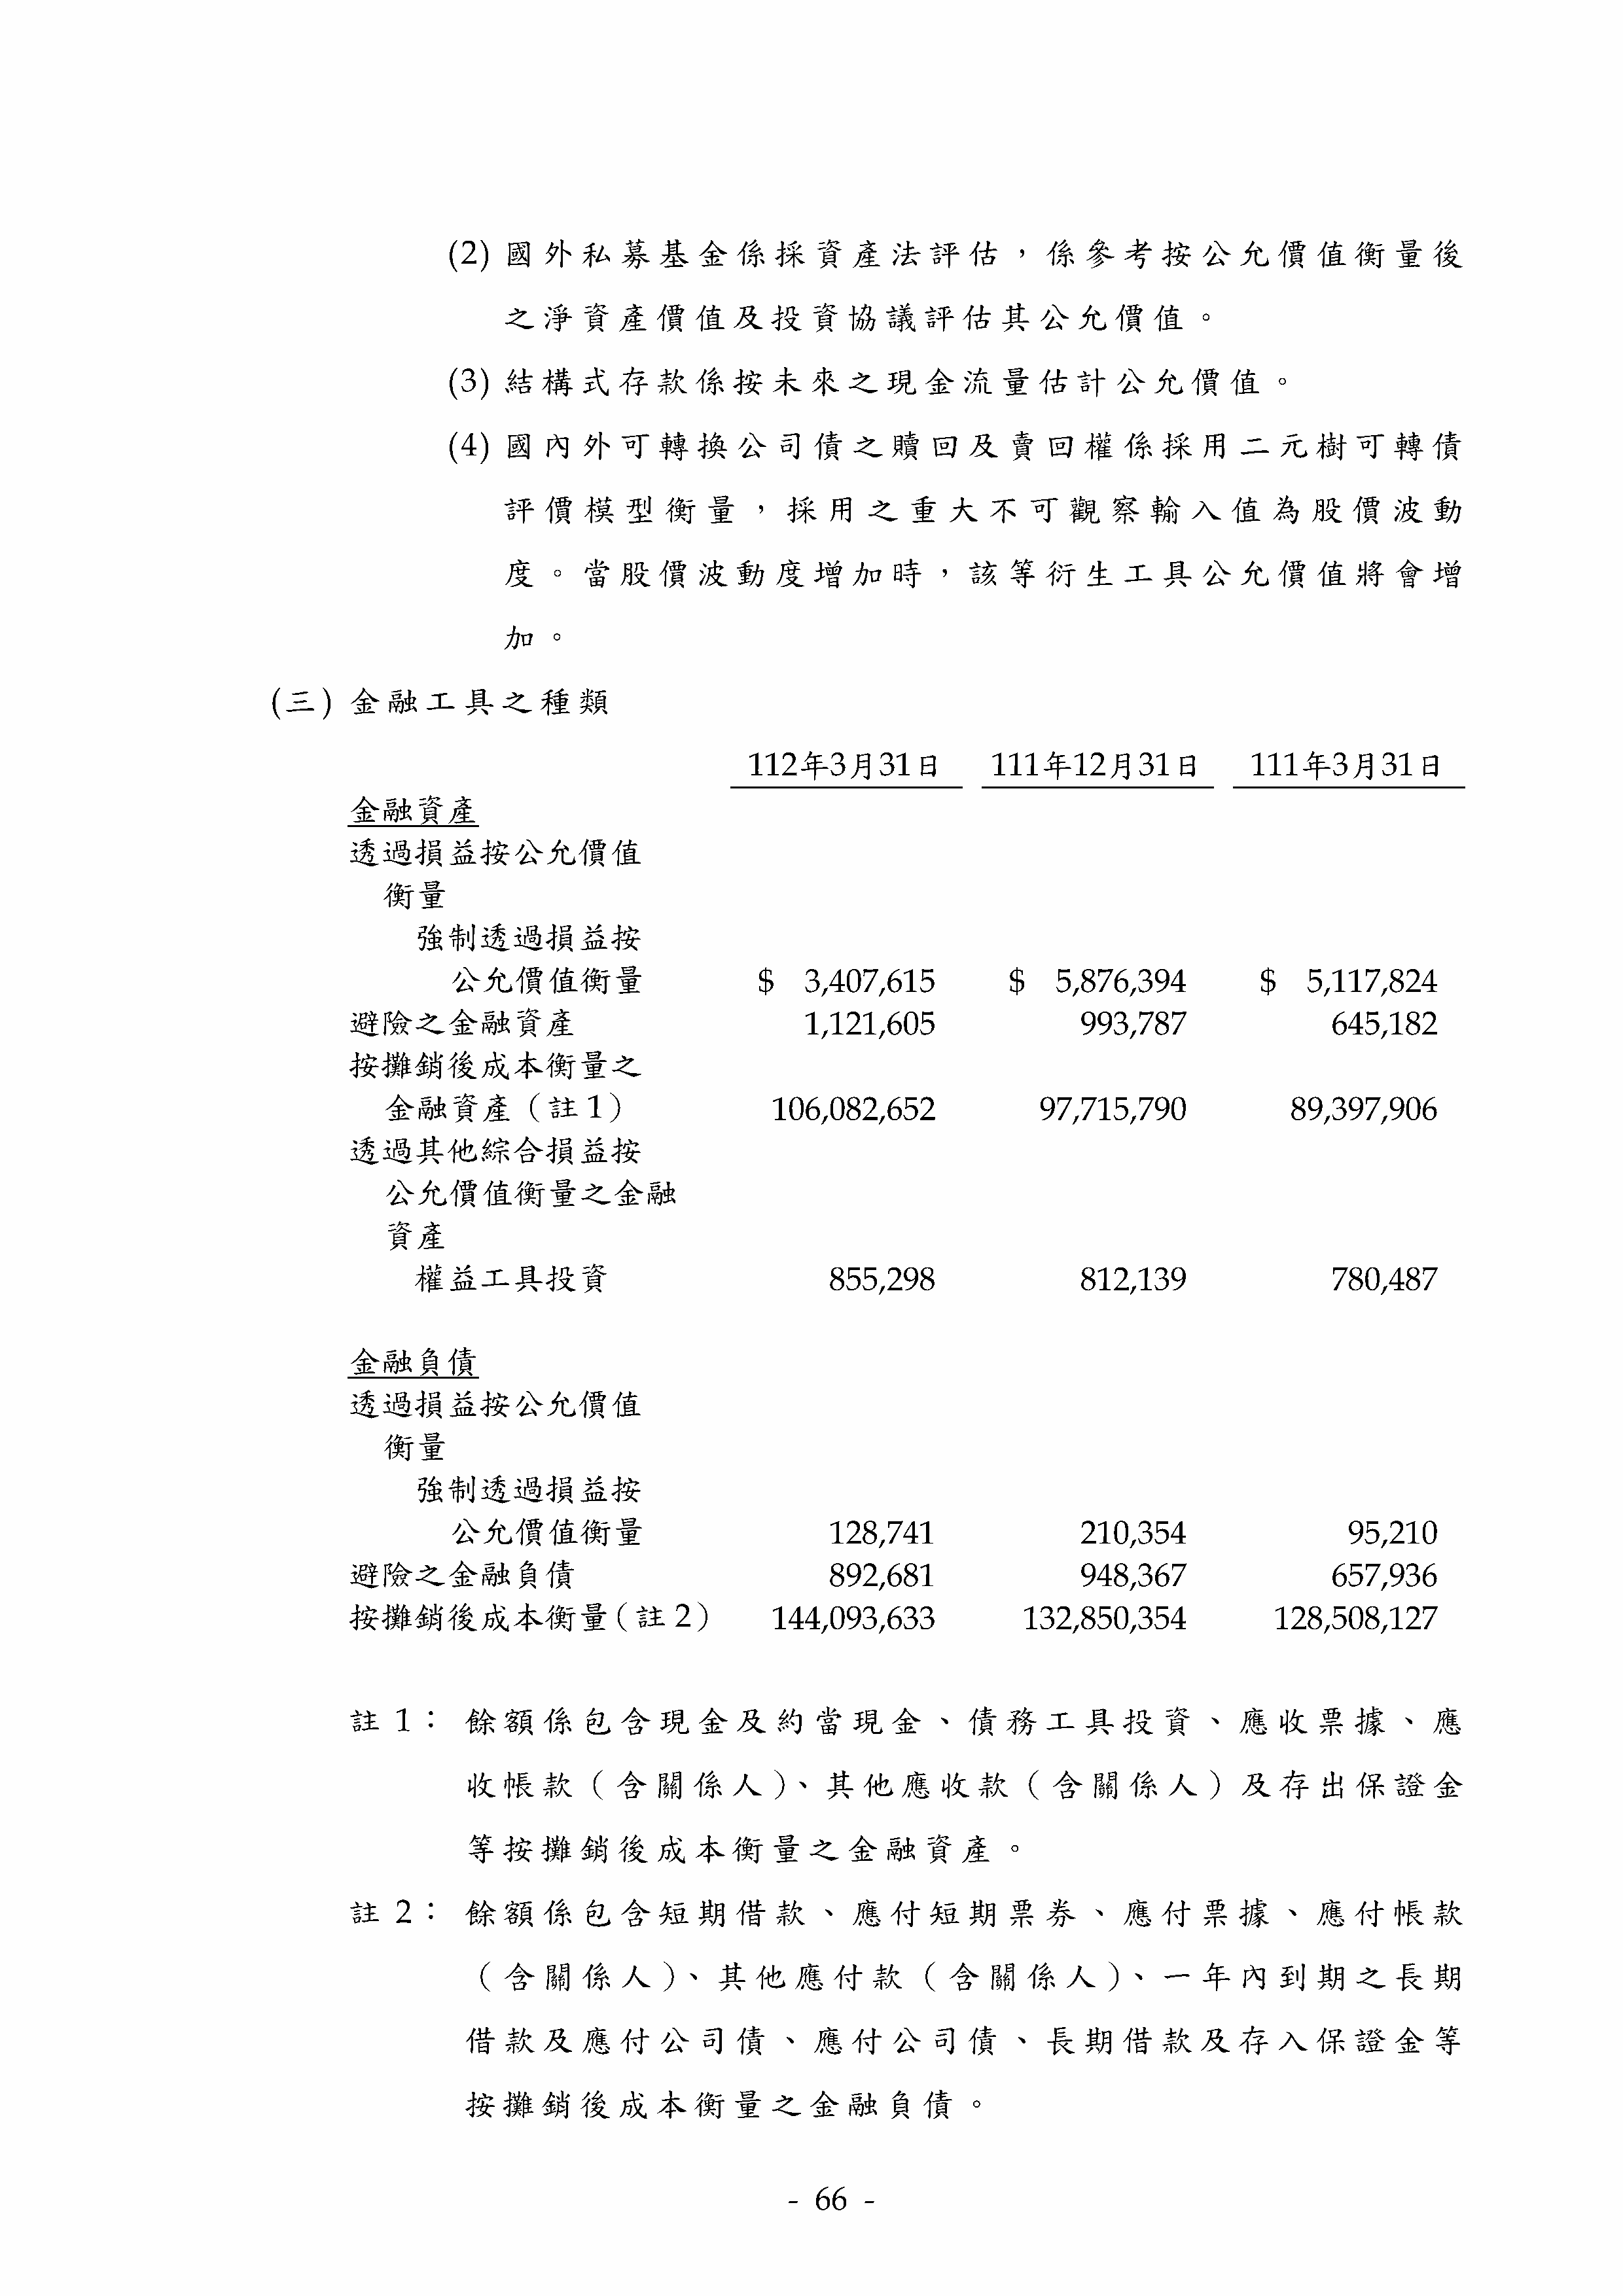 (2) 國外私募基金係採資產法評估，係參考按公允價值衡量後
之淨資產價值及投資協議評估其公允價值。
(3) 結構式存款係按未來之現金流量估計公允價值。
(4) 國內外可轉換公司債之贖回及賣回權係採用二元樹可轉債
評價模型衡量，採用之重大不可觀察輸入值為股價波動
度。當股價波動度增加時，該等衍生工具公允價值將會增
加。
(三) 金融工具之種類
112年3月31日 111年12月31日 111年3月31日
金融資產
透過損益按公允價值
衡量
強制透過損益按
公允價值衡量 $ 3,407,615 $ 5,876,394 $ 5,117,824
避險之金融資產 1,121,605 993,787 645,182
按攤銷後成本衡量之
金融資產（註1） 106,082,652 97,715,790 89,397,906
透過其他綜合損益按
公允價值衡量之金融
資產
權益工具投資 855,298 812,139 780,487
金融負債
透過損益按公允價值
衡量
強制透過損益按
公允價值衡量 128,741 210,354 95,210
避險之金融負債 892,681 948,367 657,936
按攤銷後成本衡量（註2） 144,093,633 132,850,354 128,508,127
註 1： 餘額係包含現金及約當現金、債務工具投資、應收票據、應
收帳款（含關係人）、其他應收款（含關係人）及存出保證金
等按攤銷後成本衡量之金融資產。
註 2： 餘額係包含短期借款、應付短期票券、應付票據、應付帳款
（含關係人）、其他應付款（含關係人）、一年內到期之長期
借款及應付公司債、應付公司債、長期借款及存入保證金等
按攤銷後成本衡量之金融負債。
- 66 -